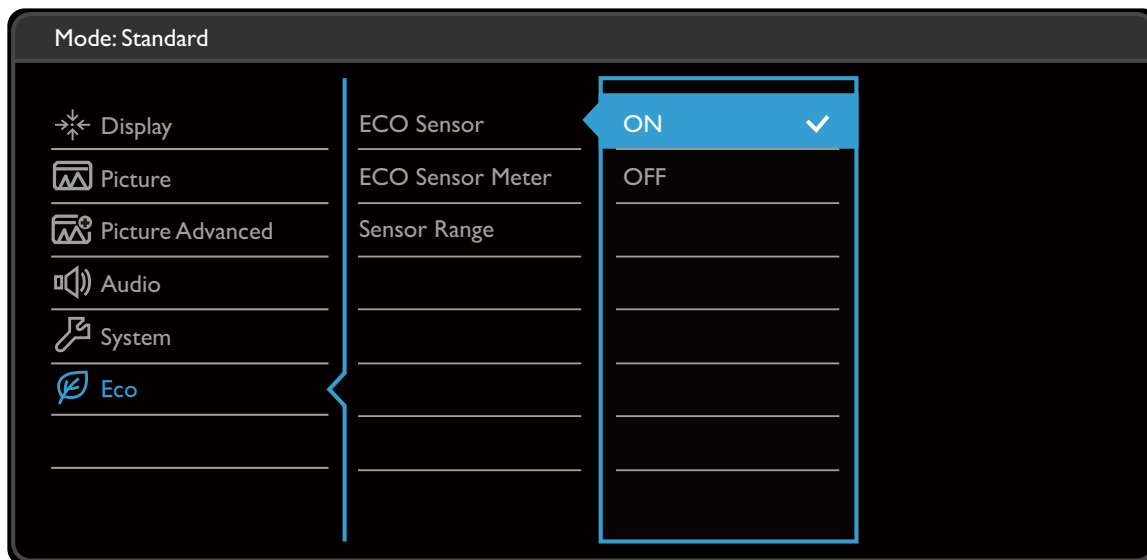 Mode: Standard
Display
Picture
Picture Advanced
Audio
System
Eco
ECO Sensor
ECO Sensor Meter
Sensor Range
ON
OFF